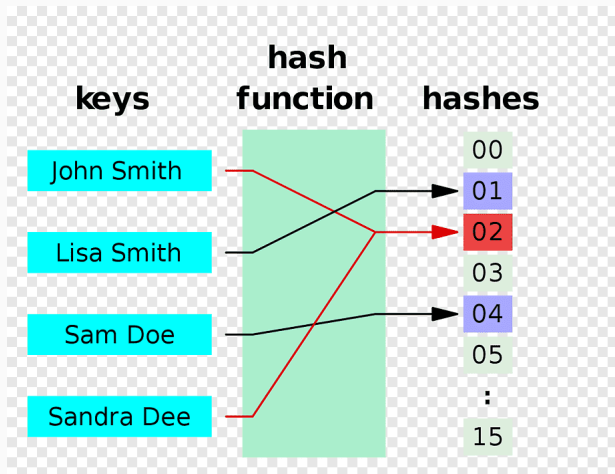 keys
hash
function
hashes
John Smith
Lisa Smith
Sam Doe
Sandra Dee
00
01
02
03
04
05
:
15